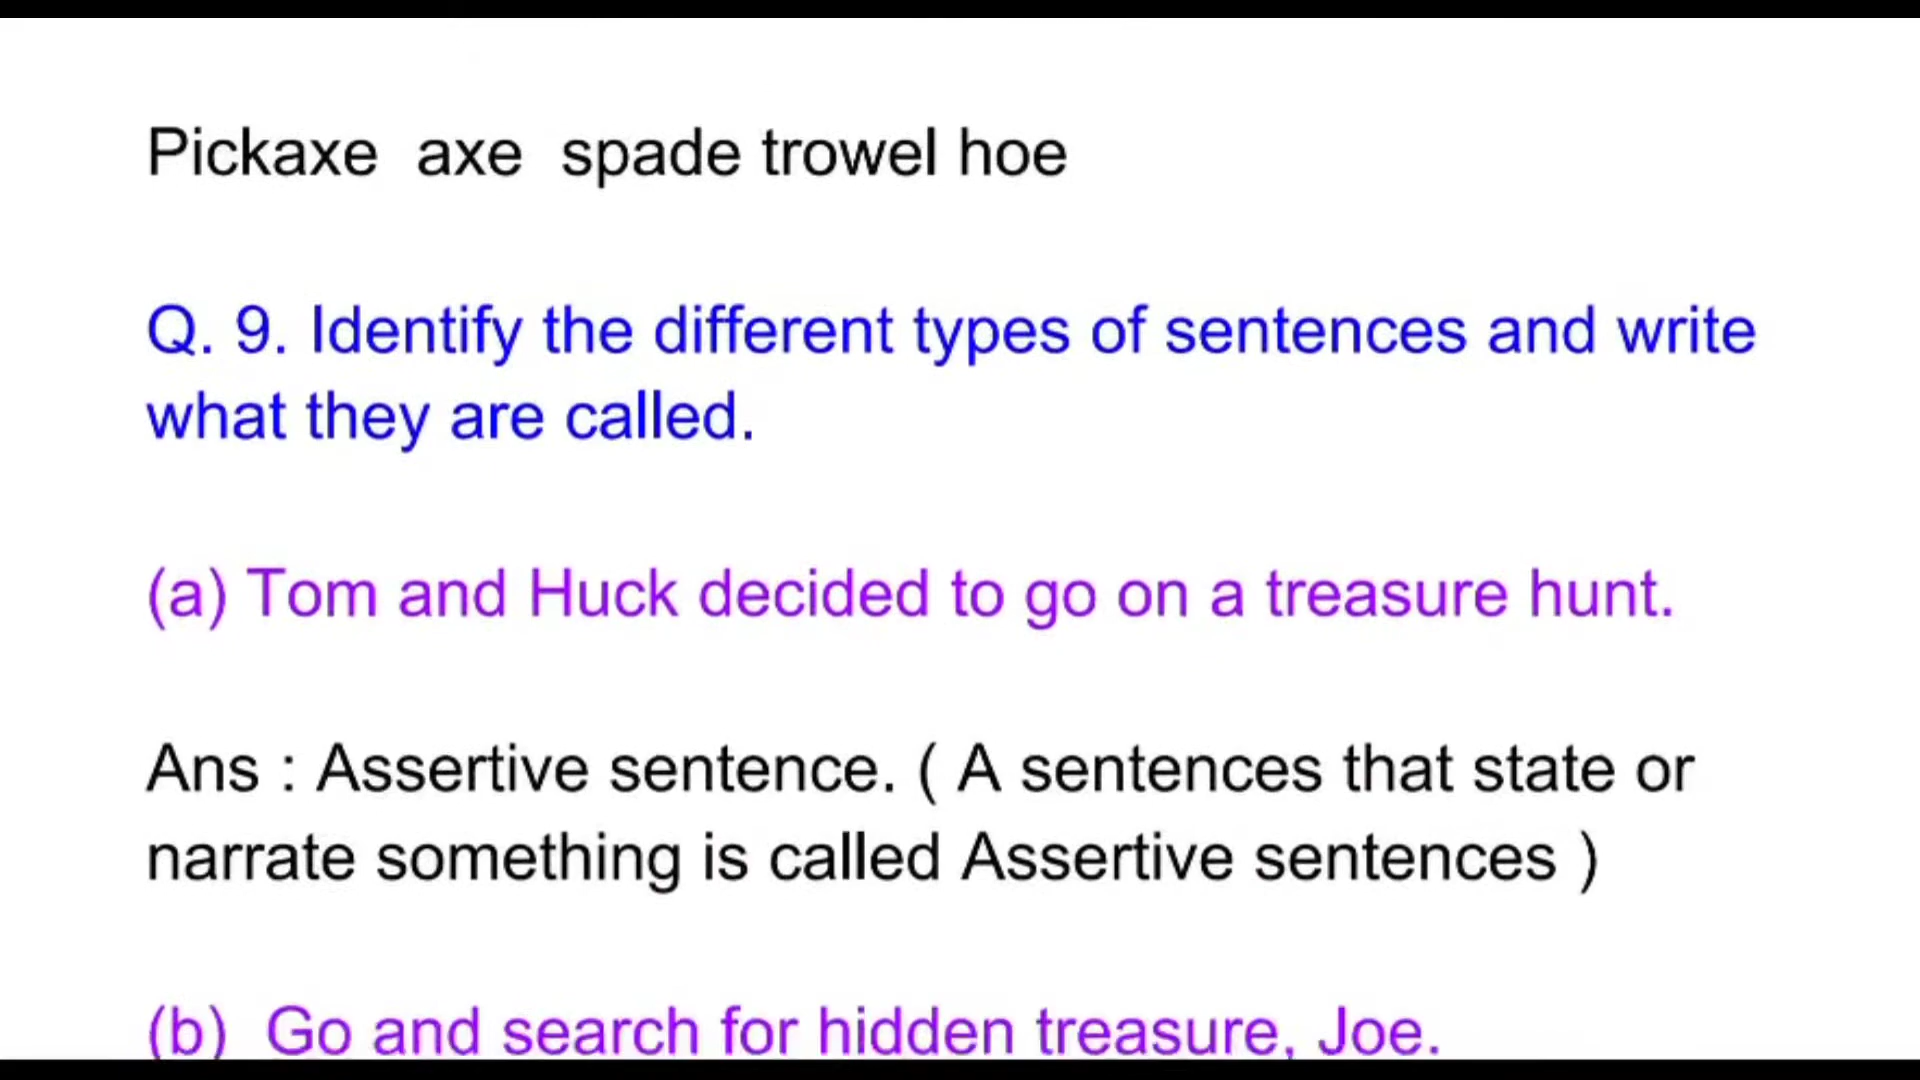 Pickaxe axe spade trowel hoe
Q. 9. Identify the different types of sentences and write
what they are called.
(a) Tom and Huck decided to go on a treasure hunt.
Ans : Assertive sentence. ( A sentences that state or
narrate something is called Assertive sentences )
(b) Go and search for hidden treasure, Joe.